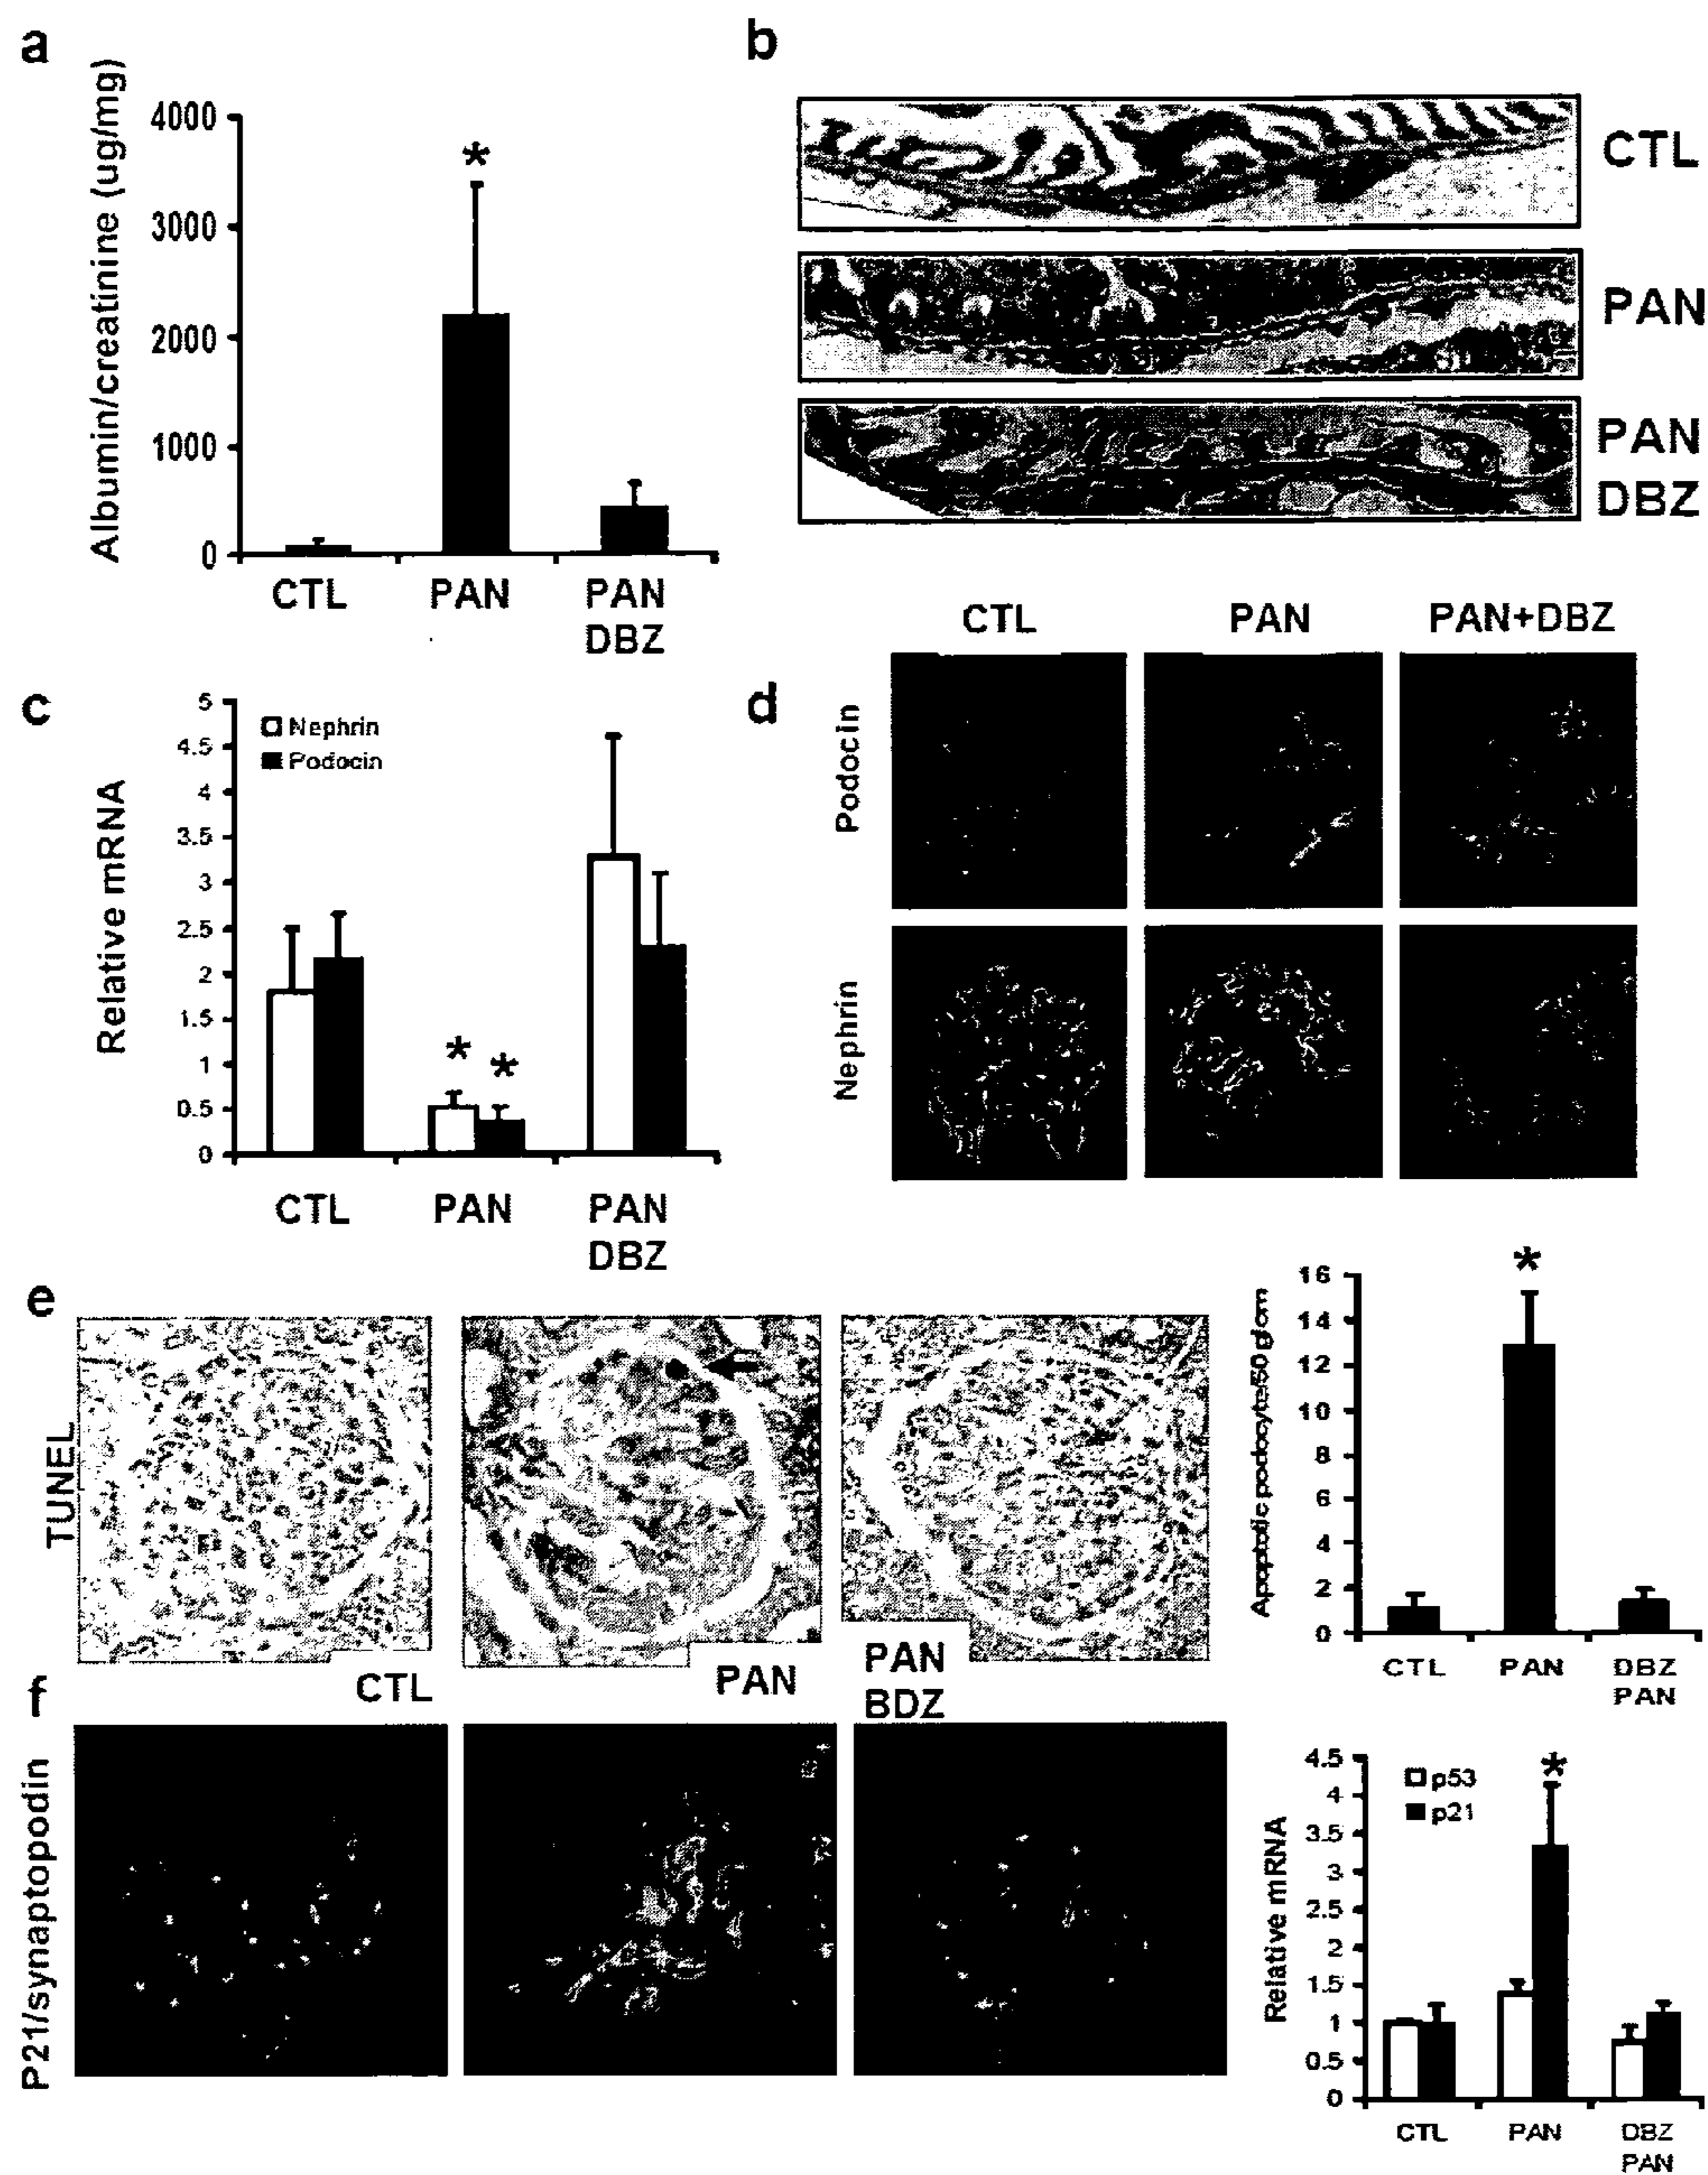 a
Albumin/creatinine (ug/mg)
4000
3000
2000
1000
0
*
CTL
PAN
PAN
DBZ
b
CTL
PAN
PAN
DBZ
c
Relative mRNA
5
4.5
4
3.5
3
2.5
2
1.5
1
0.5
0
Nephrin
Podocin
*
*
CTL
PAN
PAN
DBZ
d
CTL
PAN
PAN+DBZ
Podocin
Nephrin
e
TUNEL
CTL
PAN
PAN
BDZ
Apoptotic podocyte/50 glom
16
14
12
10
8
6
4
2
0
*
CTL
PAN
DBZ
PAN
f
P21/synaptopodin
Relative mRNA
4.5
4
3.5
3
2.5
2
1.5
1
0.5
0
p53
p21
*
CTL
PAN
DBZ
PAN